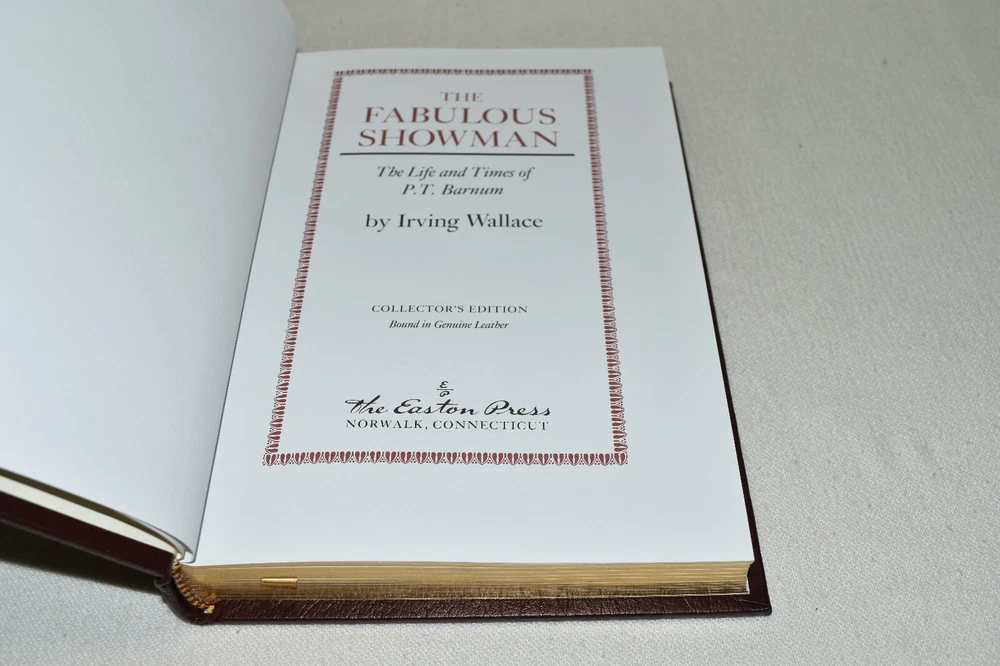 THE
FABULOUS
SHOWMAN
The Life and Times of
P.T. Barnum
by Irving Wallace
COLLECTOR'S EDITION
Bound in Genuine Leather
E
P
The Easton Press
NORWALK, CONNECTICUT